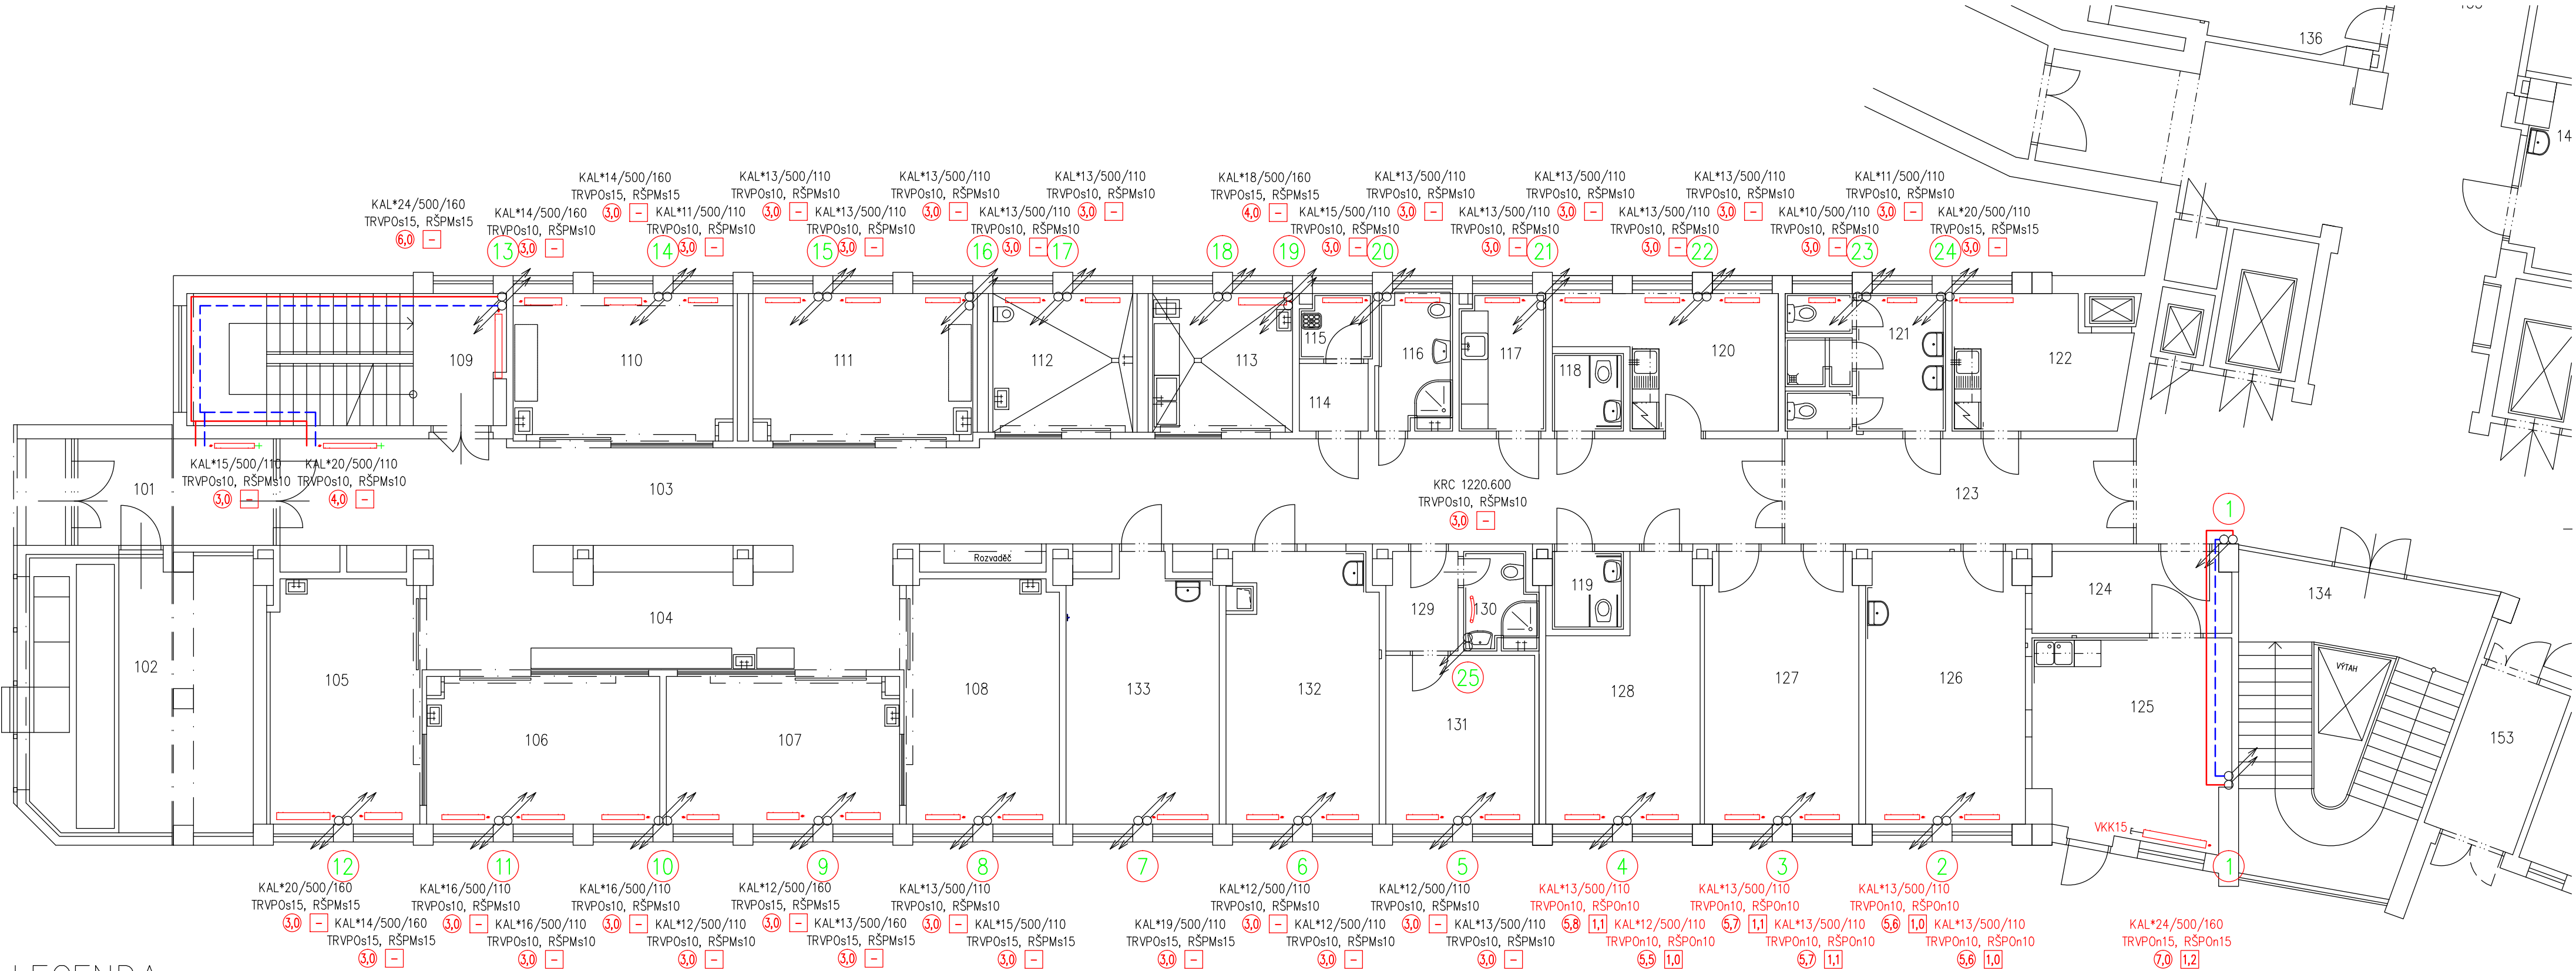 136
14
KAL*24/500/160
TRVPOs15, RŠPMs15
6,0 –
KAL*14/500/160
TRVPOs10, RŠPMs10
3,0 –
KAL*14/500/160
TRVPOs15, RŠPMs15
3,0 –
KAL*11/500/110
TRVPOs10, RŠPMs10
3,0 –
KAL*13/500/110
TRVPOs10, RŠPMs10
3,0 –
KAL*13/500/110
TRVPOs10, RŠPMs10
3,0 –
KAL*13/500/110
TRVPOs10, RŠPMs10
3,0 –
KAL*13/500/110
TRVPOs10, RŠPMs10
3,0 –
KAL*13/500/110
TRVPOs10, RŠPMs10
3,0 –
KAL*18/500/160
TRVPOs15, RŠPMs15
4,0 –
KAL*15/500/110
TRVPOs10, RŠPMs10
3,0 –
KAL*13/500/110
TRVPOs10, RŠPMs10
3,0 –
KAL*13/500/110
TRVPOs10, RŠPMs10
3,0 –
KAL*13/500/110
TRVPOs10, RŠPMs10
3,0 –
KAL*13/500/110
TRVPOs10, RŠPMs10
3,0 –
KAL*13/500/110
TRVPOs10, RŠPMs10
3,0 –
KAL*10/500/110
TRVPOs10, RŠPMs10
3,0 –
KAL*11/500/110
TRVPOs10, RŠPMs10
3,0 –
KAL*20/500/110
TRVPOs15, RŠPMs15
3,0 –
13 14 15 16 17 18 19 20 21 22 23 24
109 110 111 112 113 114 115 116 117 118 120 121 122
KAL*15/500/110
TRVPOs10, RŠPMs10
3,0 –
KAL*20/500/110
TRVPOs10, RŠPMs10
4,0 –
101 103 123
KRC 1220.600
TRVPOs10, RŠPMs10
3,0 –
1
Rozvaděč
102 105 104 106 107 108 133 132 129 130 131 119 128 127 126 124 125 134 153
VÝTAH
25
VKK15
12 11 10 9 8 7 6 5 4 3 2 1
KAL*20/500/160
TRVPOs15, RŠPMs15
3,0 –
KAL*14/500/160
TRVPOs15, RŠPMs15
3,0 –
KAL*16/500/110
TRVPOs10, RŠPMs10
3,0 –
KAL*16/500/110
TRVPOs10, RŠPMs10
3,0 –
KAL*16/500/110
TRVPOs10, RŠPMs10
3,0 –
KAL*12/500/110
TRVPOs10, RŠPMs10
3,0 –
KAL*12/500/160
TRVPOs15, RŠPMs15
3,0 –
KAL*13/500/160
TRVPOs15, RŠPMs15
3,0 –
KAL*13/500/110
TRVPOs10, RŠPMs10
3,0 –
KAL*15/500/110
TRVPOs15, RŠPMs15
3,0 –
KAL*19/500/110
TRVPOs15, RŠPMs15
3,0 –
KAL*12/500/110
TRVPOs10, RŠPMs10
3,0 –
KAL*12/500/110
TRVPOs10, RŠPMs10
3,0 –
KAL*12/500/110
TRVPOs10, RŠPMs10
3,0 –
KAL*13/500/110
TRVPOs10, RŠPMs10
3,0 –
KAL*13/500/110
TRVPOn10, RŠPOn10
5,8 1,1
KAL*12/500/110
TRVPOn10, RŠPOn10
5,5 1,0
KAL*13/500/110
TRVPOn10, RŠPOn10
5,7 1,1
KAL*13/500/110
TRVPOn10, RŠPOn10
5,7 1,1
KAL*13/500/110
TRVPOn10, RŠPOn10
5,6 1,0
KAL*13/500/110
TRVPOn10, RŠPOn10
5,6 1,0
KAL*24/500/160
TRVPOn15, RŠPOn15
7,0 1,2
LEGENDA